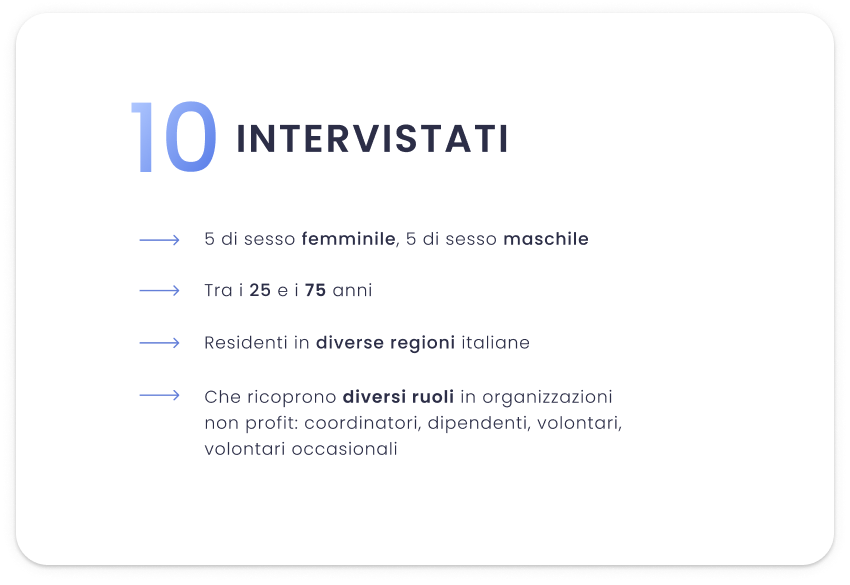 10 INTERVISTATI
5 di sesso femminile, 5 di sesso maschile
Tra i 25 e i 75 anni
Residenti in diverse regioni italiane
Che ricoprono diversi ruoli in organizzazioni
non profit: coordinatori, dipendenti, volontari,
volontari occasionali